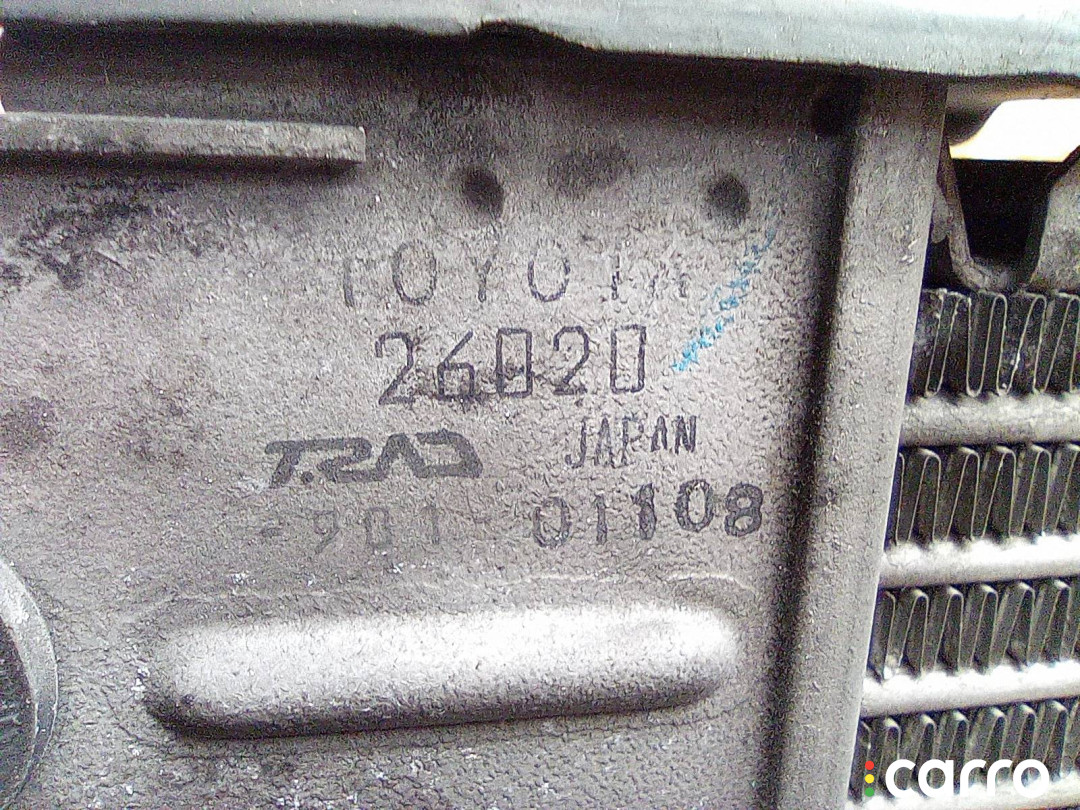 TOYOTA
26020
T.RAD JAPAN
-901- 01108
carro